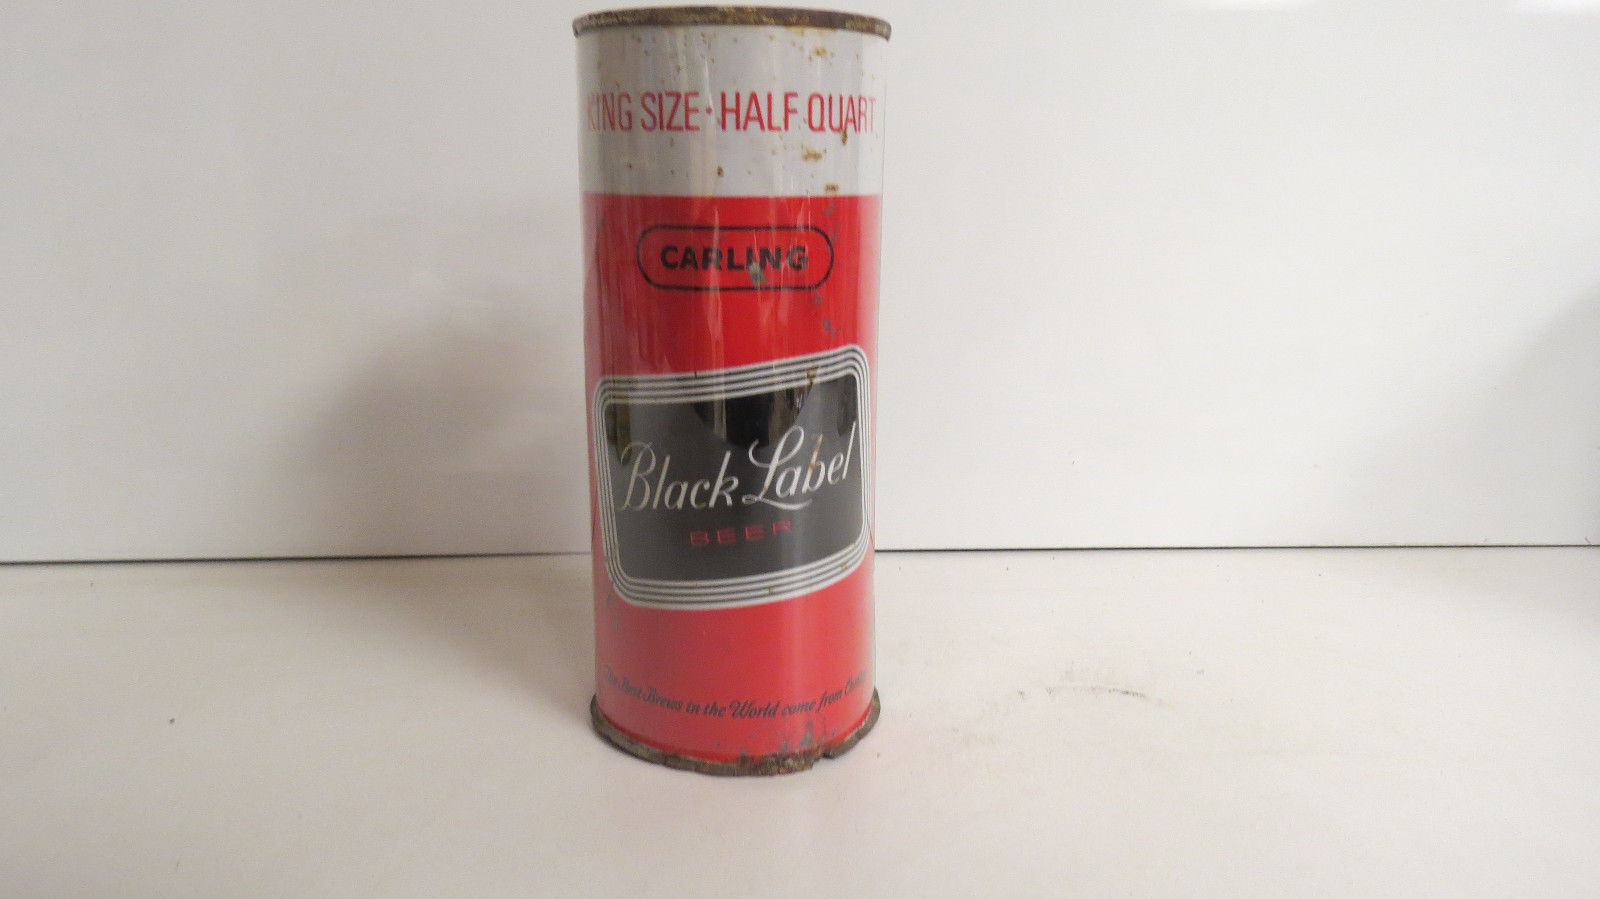 KING SIZE · HALF QUART
CARLING
Black Label
BEER
The Best Brews in the World come from